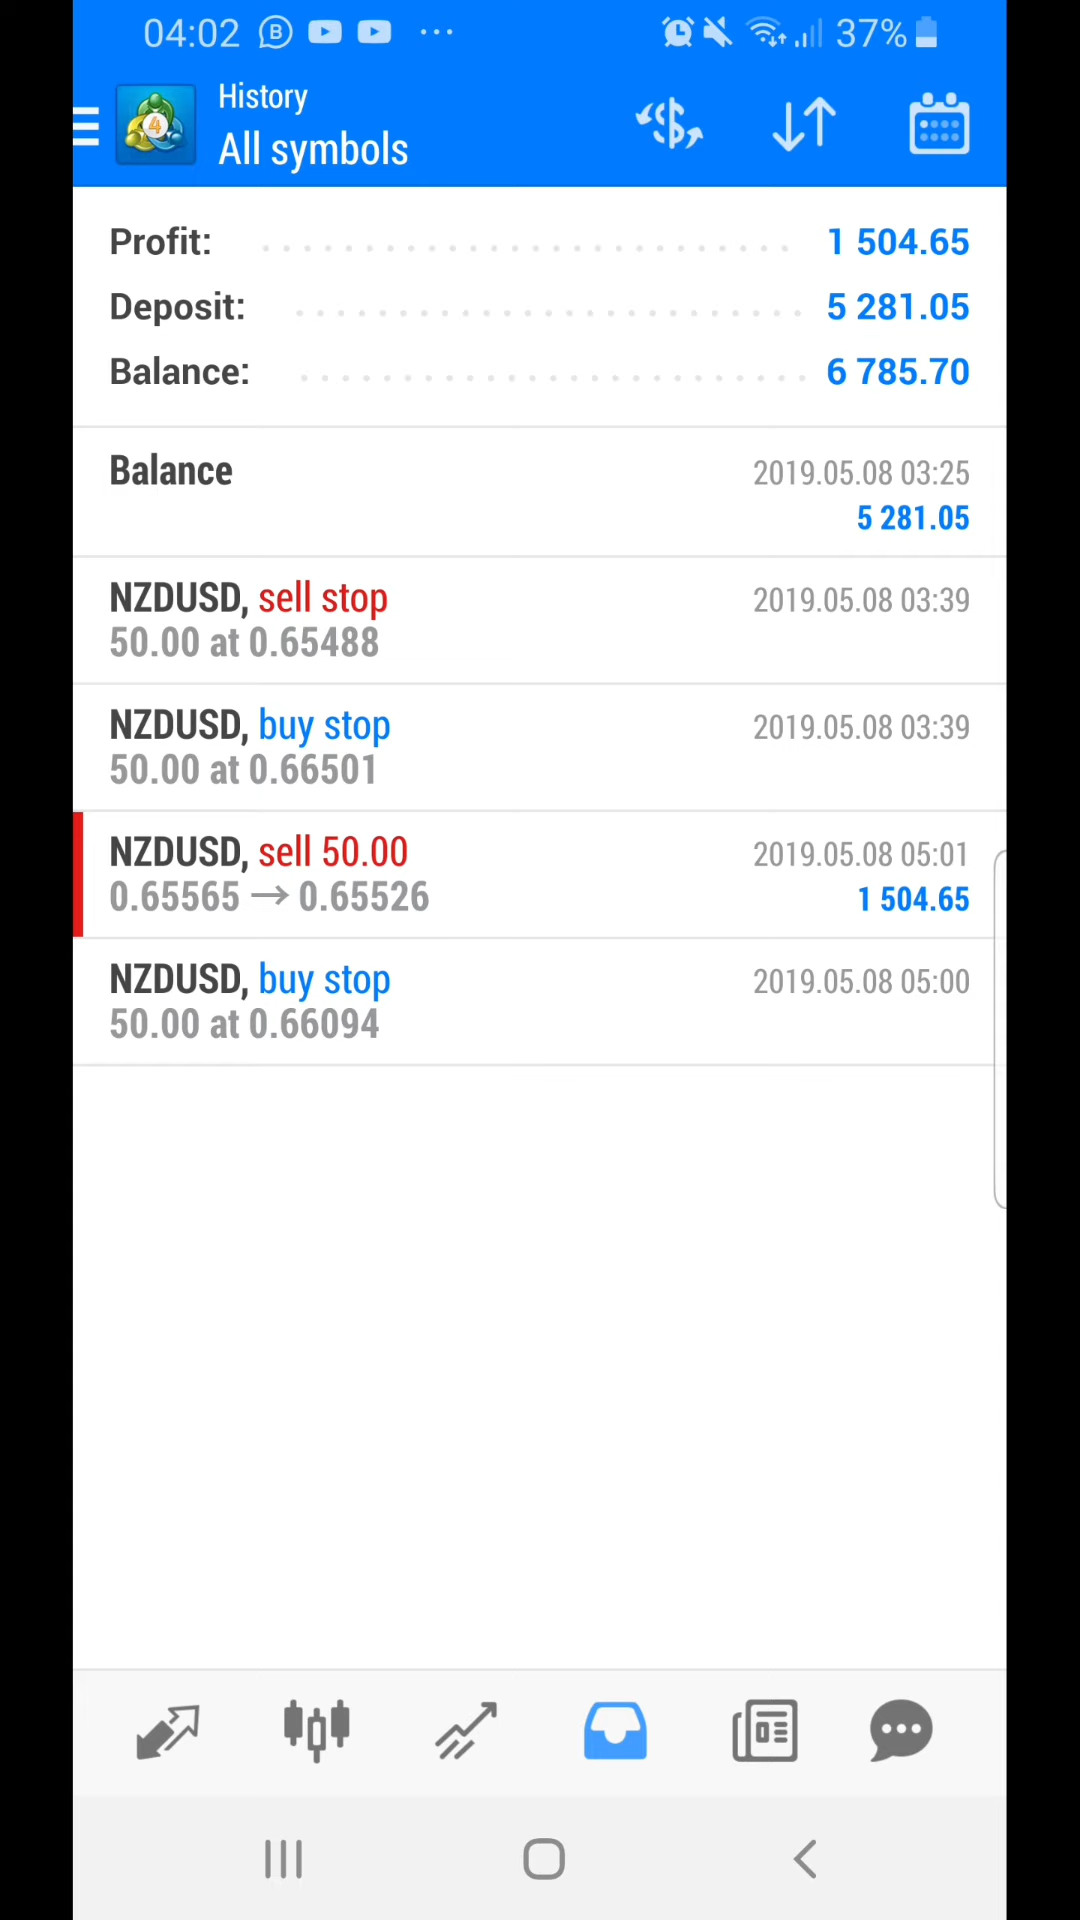 04:02 B ... 37%
History
All symbols
4
Profit: 1 504.65
Deposit: 5 281.05
Balance: 6 785.70
Balance 2019.05.08 03:25
5 281.05
NZDUSD, sell stop 2019.05.08 03:39
50.00 at 0.65488
NZDUSD, buy stop 2019.05.08 03:39
50.00 at 0.66501
NZDUSD, sell 50.00 2019.05.08 05:01
0.65565 → 0.65526 1 504.65
NZDUSD, buy stop 2019.05.08 05:00
50.00 at 0.66094